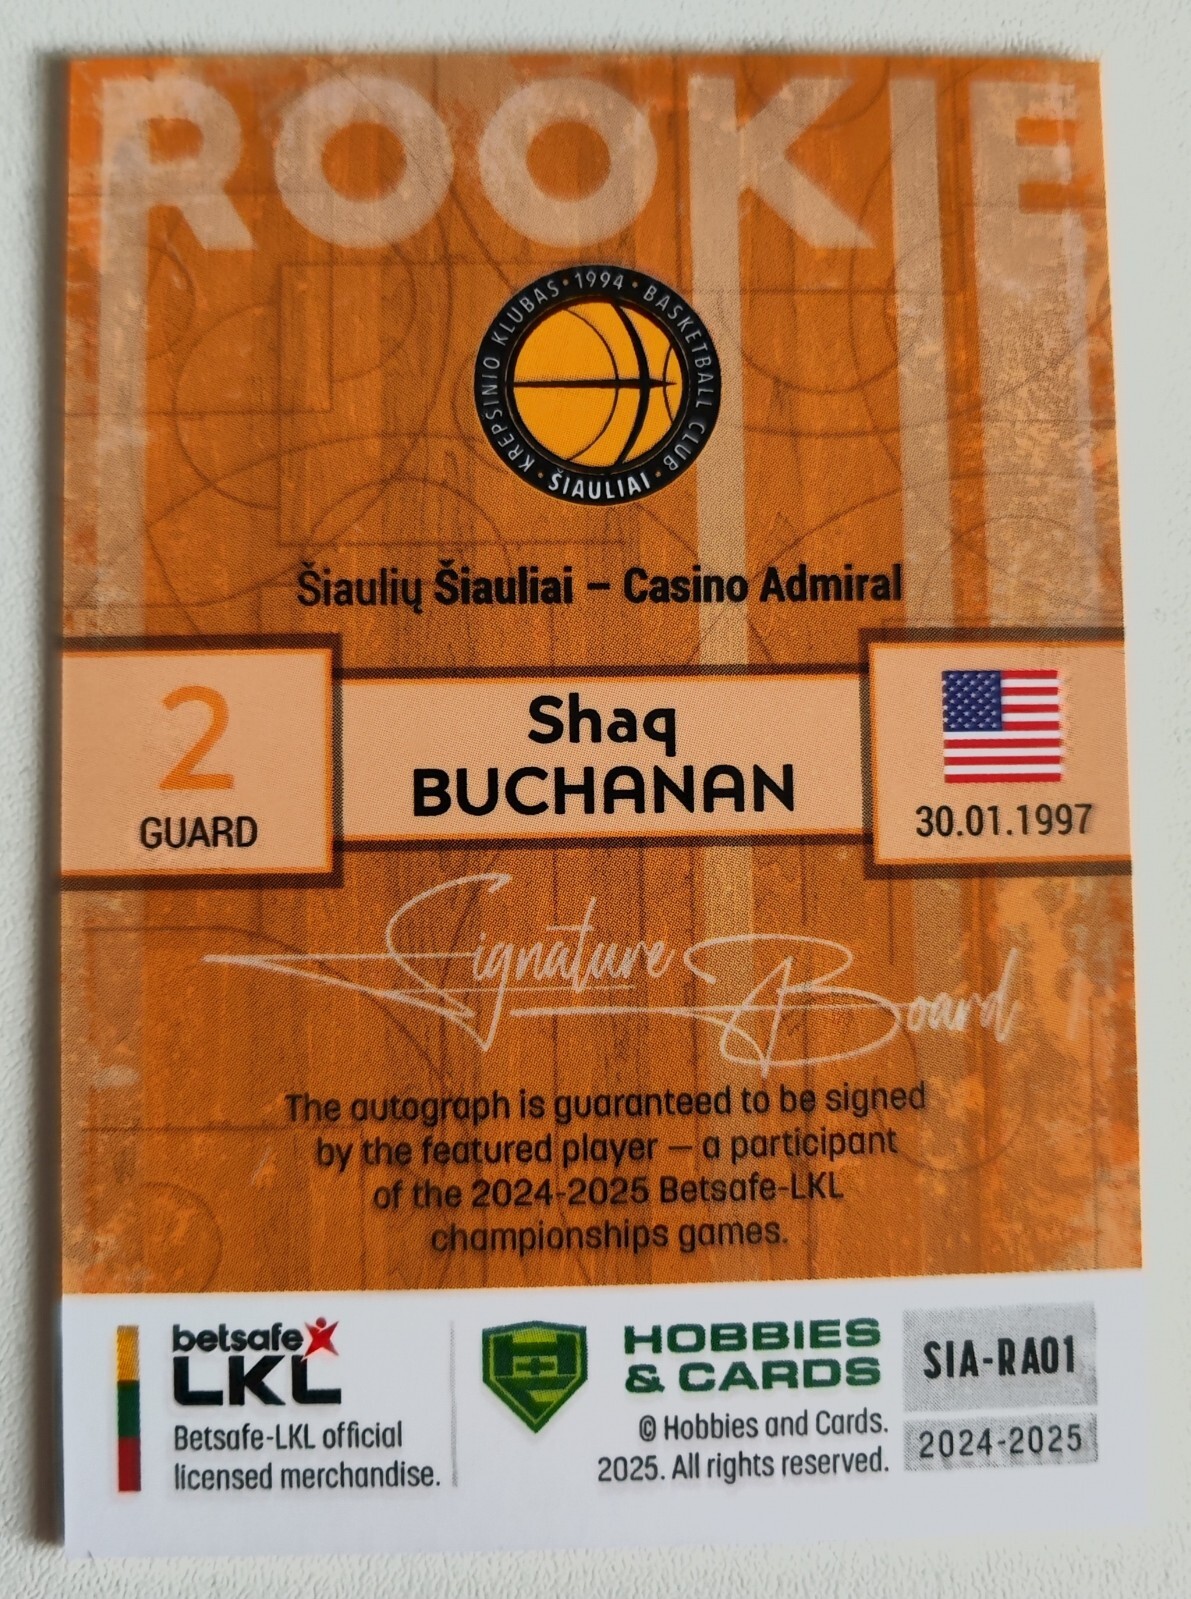 ROOKIE
KREPŠINIO KLUBAS · 1994 · BASKETBALL CLUB
· ŠIAULIAI ·
Šiaulių Šiauliai – Casino Admiral
2
GUARD
Shaq
BUCHANAN
30.01.1997
Signature Board
The autograph is guaranteed to be signed
by the featured player – a participant
of the 2024-2025 Betsafe-LKL
championships games.
betsafe
LKL
Betsafe-LKL official
licensed merchandise.
HOBBIES
& CARDS
© Hobbies and Cards.
2025. All rights reserved.
SIA-RA01
2024-2025